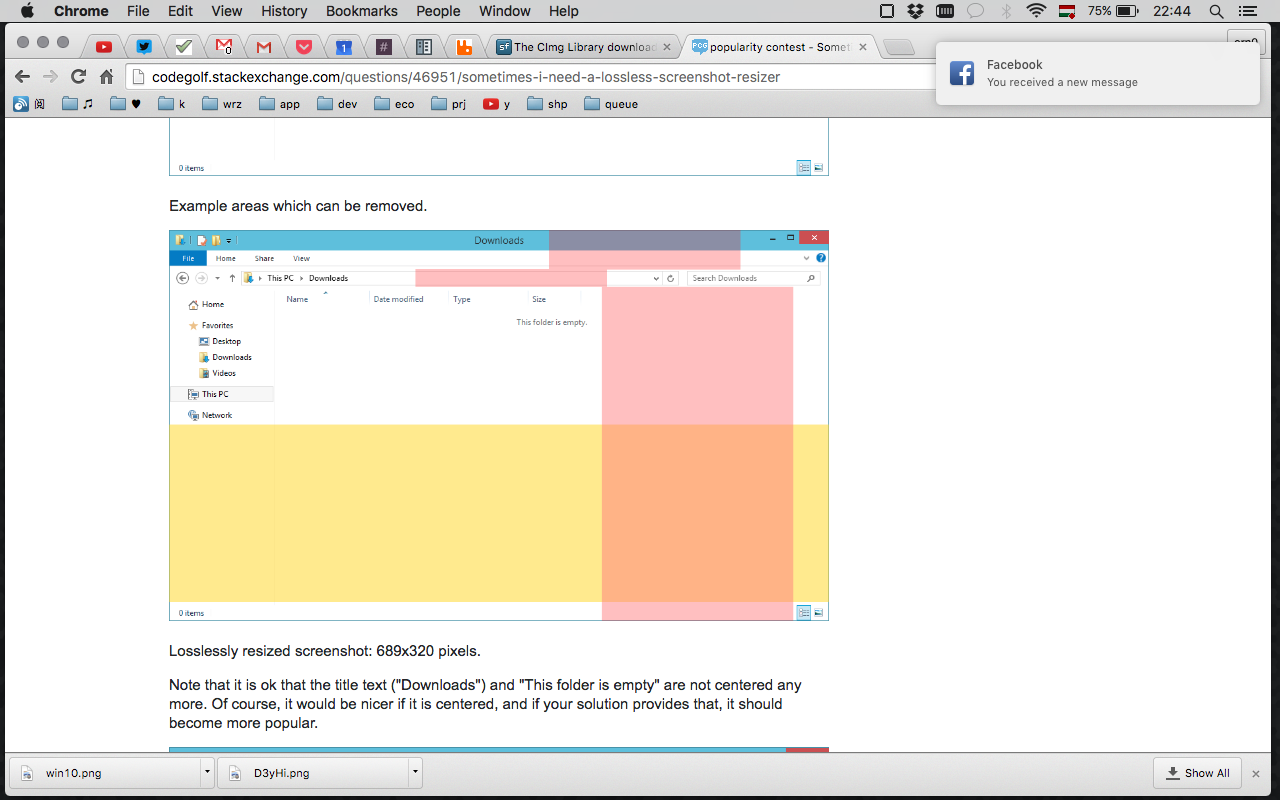 Chrome File Edit View History Bookmarks People Window Help 75% 22:44
0 1 # sf The CImg Library download PCG popularity contest - Somet
codegolf.stackexchange.com/questions/46951/sometimes-i-need-a-lossless-screenshot-resizer
Facebook
You received a new message
阅 ♫ ♥ k wrz app dev eco prj y shp queue
0 items
Example areas which can be removed.
Downloads
File Home Share View
This PC Downloads Search Downloads
Name Date modified Type Size
This folder is empty.
Home
Favorites
Desktop
Downloads
Videos
This PC
Network
0 items
Losslessly resized screenshot: 689x320 pixels.
Note that it is ok that the title text ("Downloads") and "This folder is empty" are not centered any
more. Of course, it would be nicer if it is centered, and if your solution provides that, it should
become more popular.
win10.png D3yHi.png Show All